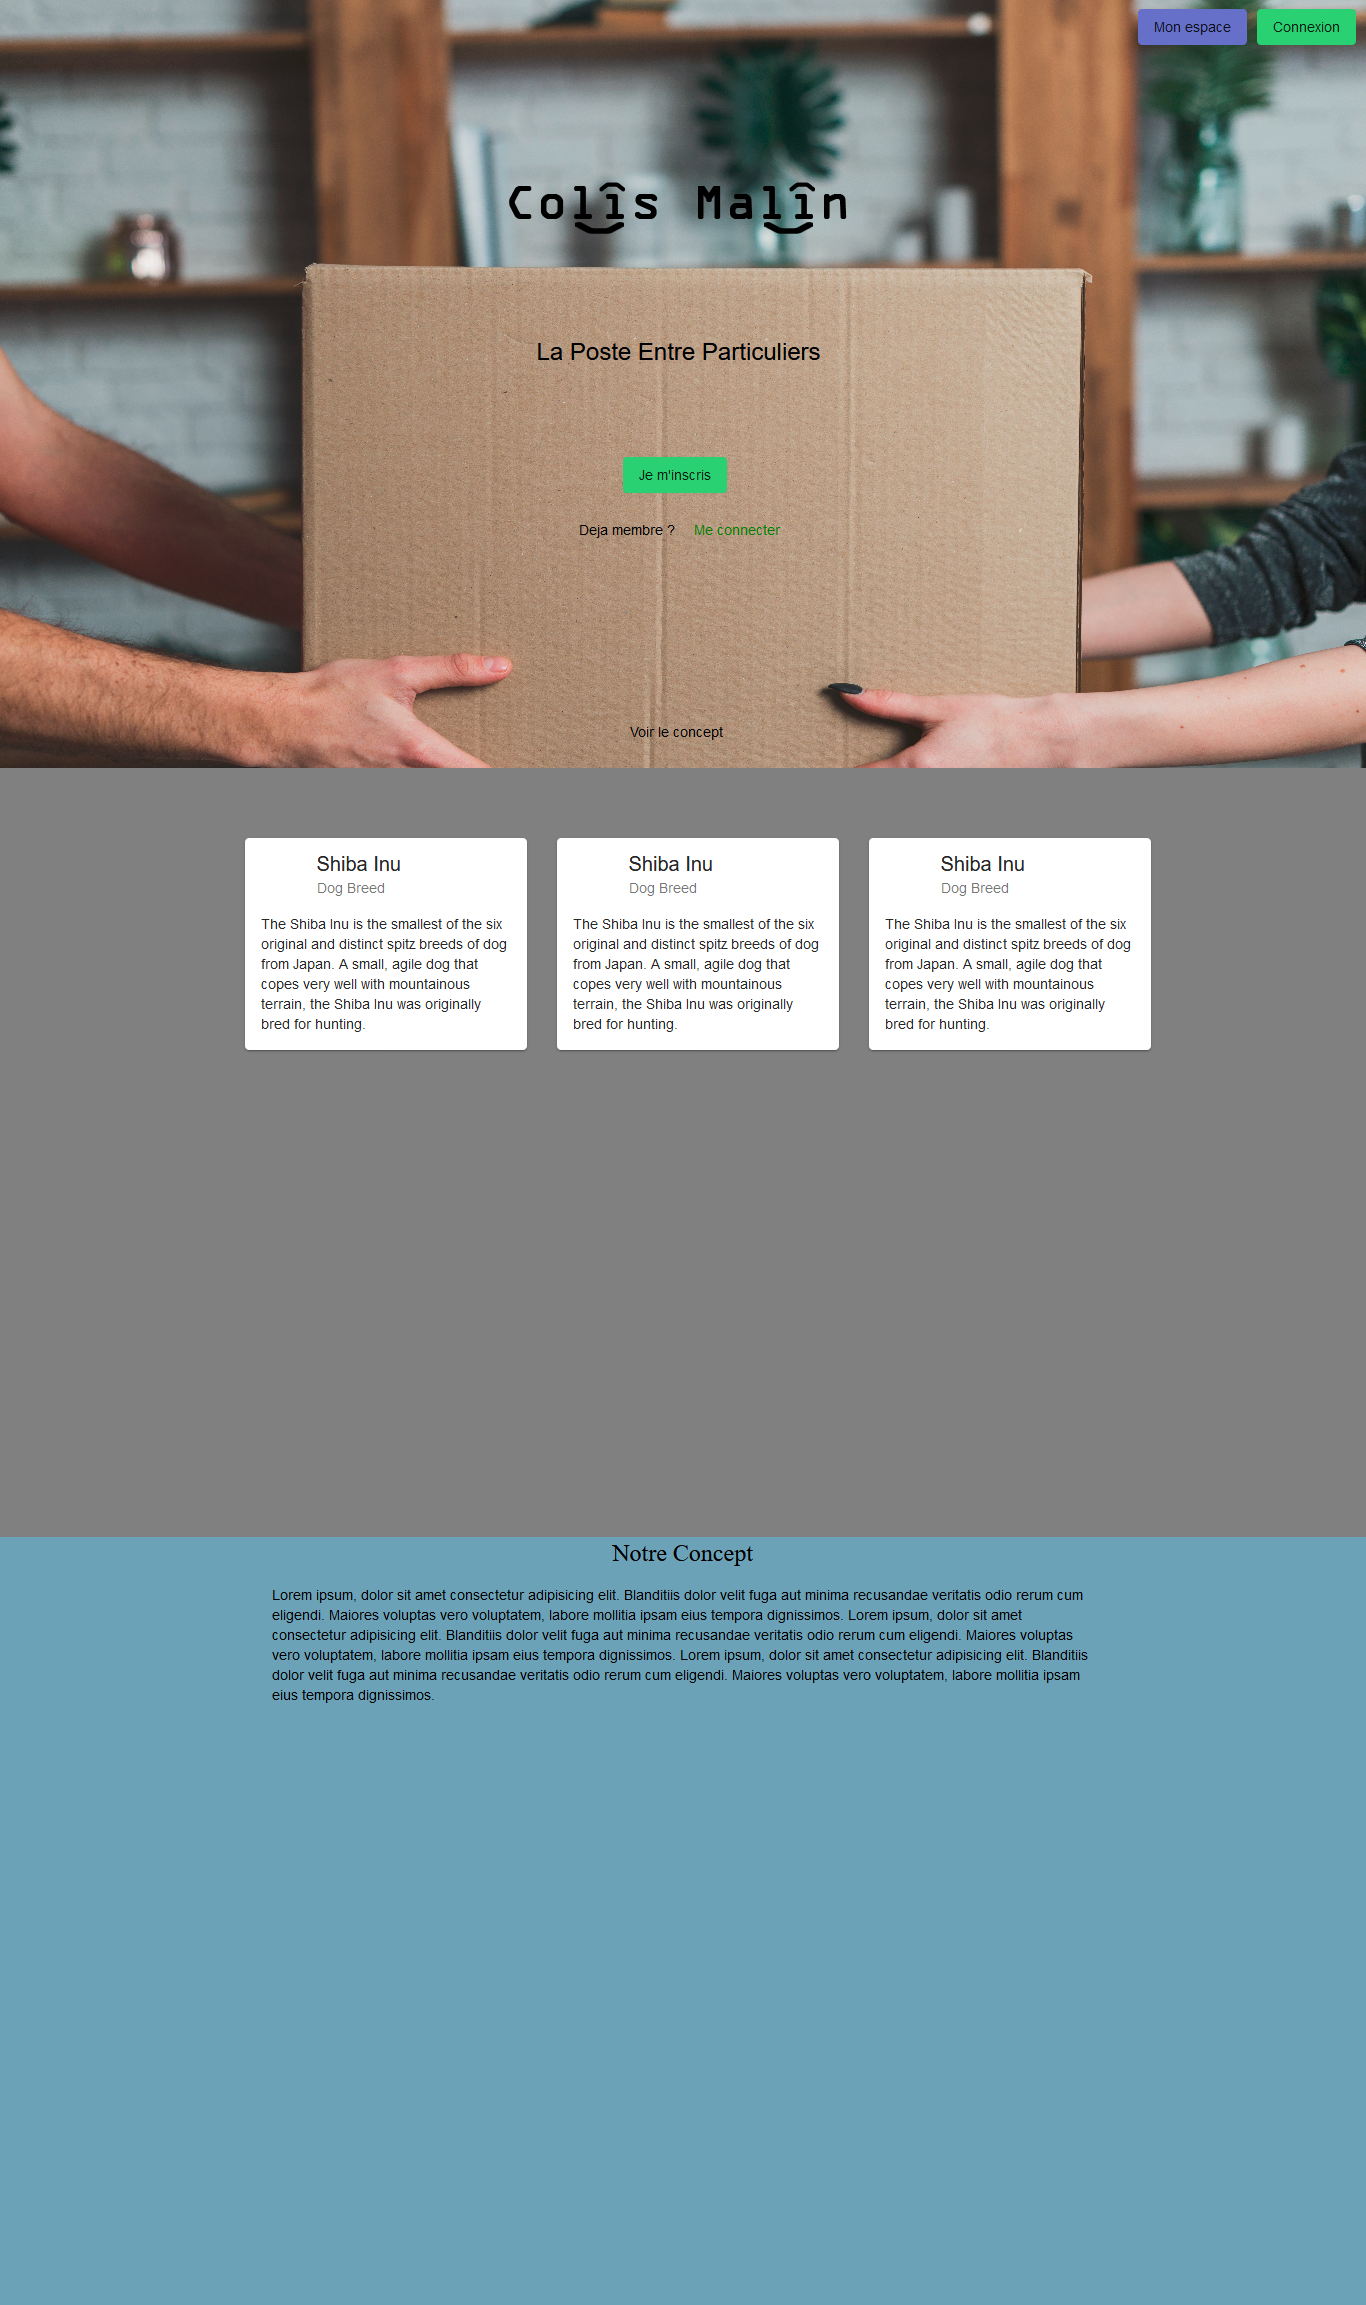 Mon espace Connexion
Colîs Malîn
La Poste Entre Particuliers
Je m'inscris
Deja membre ? Me connecter
Voir le concept
Shiba Inu
Dog Breed
The Shiba Inu is the smallest of the six
original and distinct spitz breeds of dog
from Japan. A small, agile dog that
copes very well with mountainous
terrain, the Shiba Inu was originally
bred for hunting.
Shiba Inu
Dog Breed
The Shiba Inu is the smallest of the six
original and distinct spitz breeds of dog
from Japan. A small, agile dog that
copes very well with mountainous
terrain, the Shiba Inu was originally
bred for hunting.
Shiba Inu
Dog Breed
The Shiba Inu is the smallest of the six
original and distinct spitz breeds of dog
from Japan. A small, agile dog that
copes very well with mountainous
terrain, the Shiba Inu was originally
bred for hunting.
Notre Concept
Lorem ipsum, dolor sit amet consectetur adipisicing elit. Blanditiis dolor velit fuga aut minima recusandae veritatis odio rerum cum
eligendi. Maiores voluptas vero voluptatem, labore mollitia ipsam eius tempora dignissimos. Lorem ipsum, dolor sit amet
consectetur adipisicing elit. Blanditiis dolor velit fuga aut minima recusandae veritatis odio rerum cum eligendi. Maiores voluptas
vero voluptatem, labore mollitia ipsam eius tempora dignissimos. Lorem ipsum, dolor sit amet consectetur adipisicing elit. Blanditiis
dolor velit fuga aut minima recusandae veritatis odio rerum cum eligendi. Maiores voluptas vero voluptatem, labore mollitia ipsam
eius tempora dignissimos.